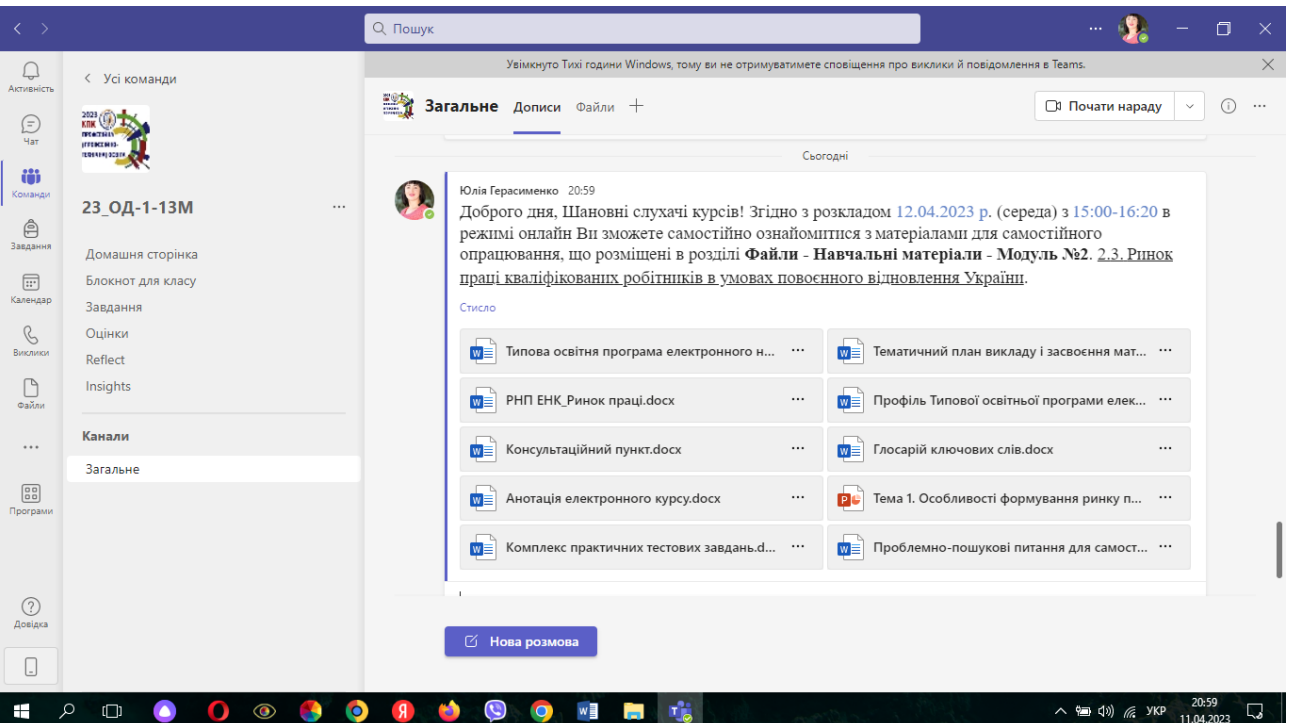 Пошук
Увімкнуто Тихі години Windows, тому ви не отримуватимете сповіщення про виклики й повідомлення в Teams.
Активність
Чат
Команди
Завдання
Календар
Виклики
Файли
Програми
Довідка
Усі команди
2023
КПК
23_ОД-1-13М
Домашня сторінка
Блокнот для класу
Завдання
Оцінки
Reflect
Insights
Канали
Загальне
Загальне Дописи Файли
Почати нараду
Сьогодні
Юлія Герасименко 20:59
Доброго дня, Шановні слухачі курсів! Згідно з розкладом 12.04.2023 р. (середа) з 15:00-16:20 в
режимі онлайн Ви зможете самостійно ознайомитися з матеріалами для самостійного
опрацювання, що розміщені в розділі Файли - Навчальні матеріали - Модуль №2. 2.3. Ринок
праці кваліфікованих робітників в умовах повоєнного відновлення України.
Стисло
Типова освітня програма електронного н...
Тематичний план викладу і засвоєння мат...
РНП ЕНК_Ринок праці.docx
Профіль Типової освітньої програми елек...
Консультаційний пункт.docx
Глосарій ключових слів.docx
Анотація електронного курсу.docx
Тема 1. Особливості формування ринку п...
Комплекс практичних тестових завдань.d...
Проблемно-пошукові питання для самост...
Нова розмова
УКР
20:59
11.04.2023